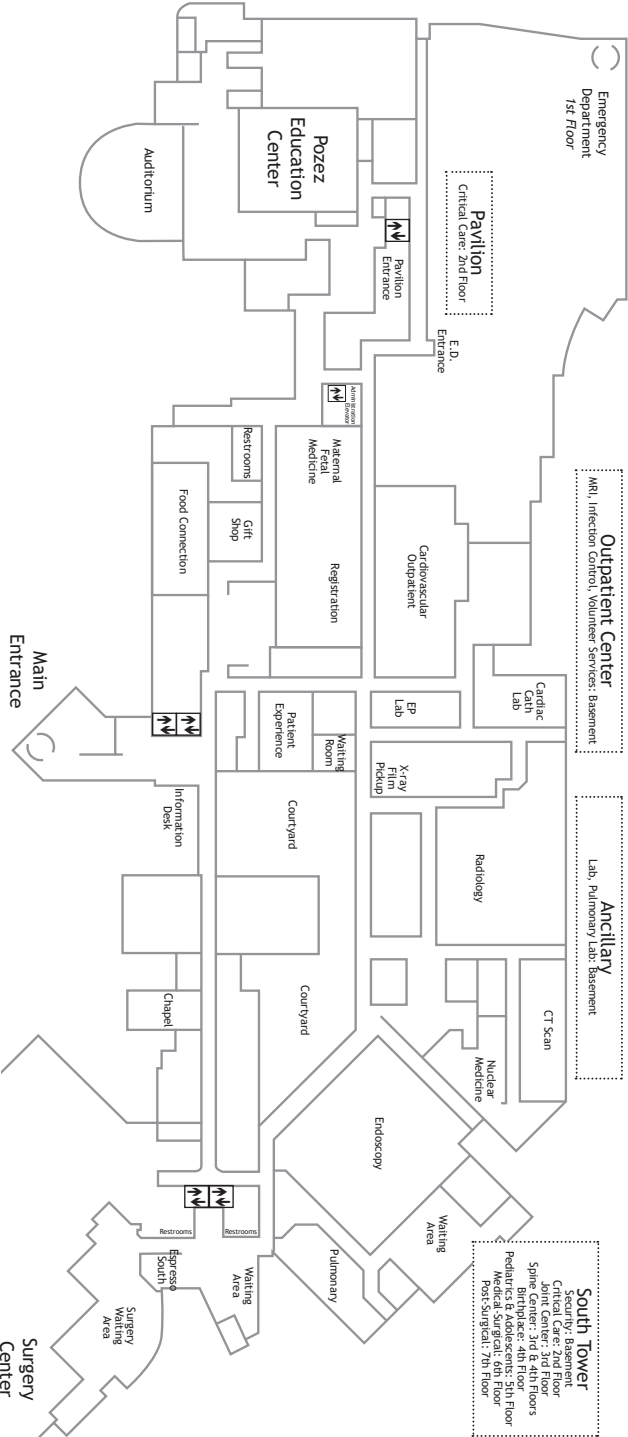 Emergency
Department
1st Floor
Pavilion
Critical Care: 2nd Floor
Outpatient Center
MRI, Infection Control, Volunteer Services: Basement
Ancillary
Lab, Pulmonary Lab: Basement
South Tower
Security: Basement
Critical Care: 2nd Floor
Joint Center: 3rd Floor
Spine Center: 3rd & 4th Floors
Birthplace: 4th Floor
Pediatrics & Adolescents: 5th Floor
Medical-Surgical: 6th Floor
Post-Surgical: 7th Floor
Pozez
Education
Center
Auditorium
Pavilion
Entrance
E.D.
Entrance
Administration
Elevator
Maternal
Fetal
Medicine
Registration
Restrooms
Gift
Shop
Food Connection
Cardiovascular
Outpatient
Cardiac
Cath
Lab
EP
Lab
Patient
Experience
Waiting
Room
X-ray
Film
Pickup
Radiology
CT Scan
Nuclear
Medicine
Main
Entrance
Information
Desk
Courtyard
Courtyard
Chapel
Endoscopy
Waiting
Area
Pulmonary
Restrooms
Restrooms
Waiting
Area
Espresso
South
Surgery
Waiting
Area
Surgery
Center